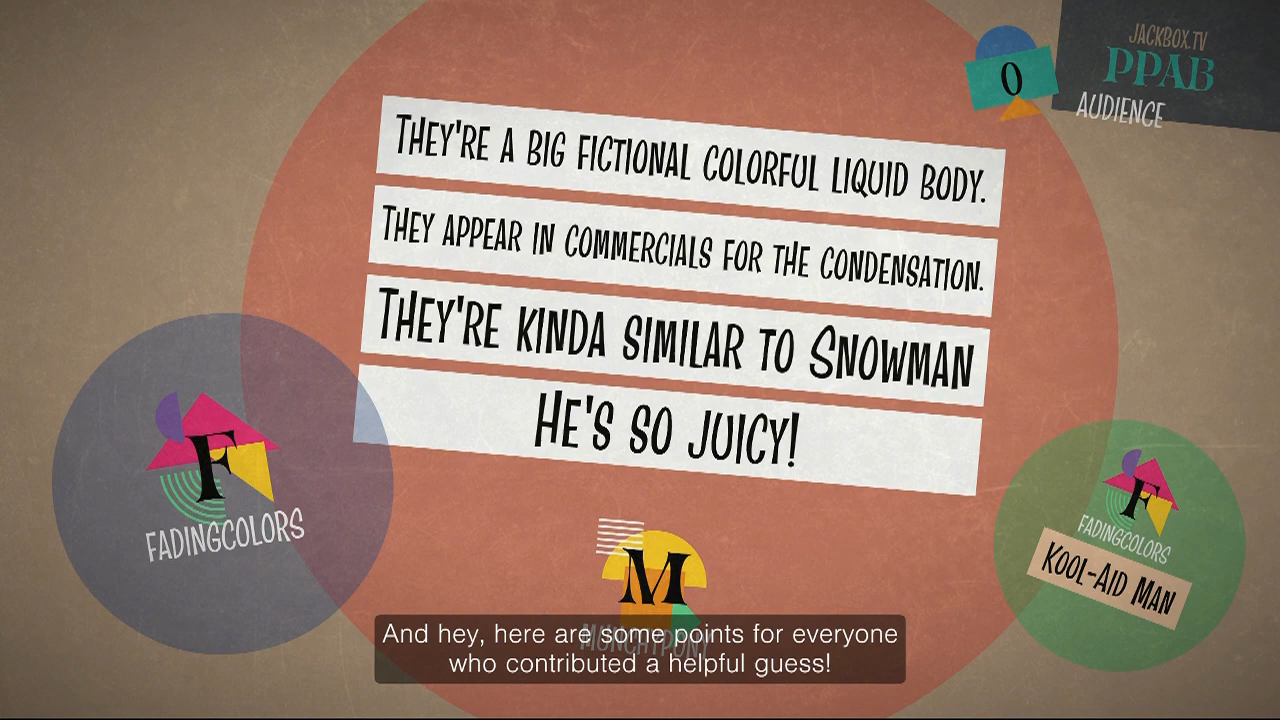 JACKBOX.TV
PPAB
0
AUDIENCE
THEY'RE A BIG FICTIONAL COLORFUL LIQUID BODY.
THEY APPEAR IN COMMERCIALS FOR THE CONDENSATION.
THEY'RE KINDA SIMILAR TO SNOWMAN
HE'S SO JUICY!
F
FADINGCOLORS
F
FADINGCOLORS
KOOL-AID MAN
M
MUNCHYPONY
And hey, here are some points for everyone
who contributed a helpful guess!